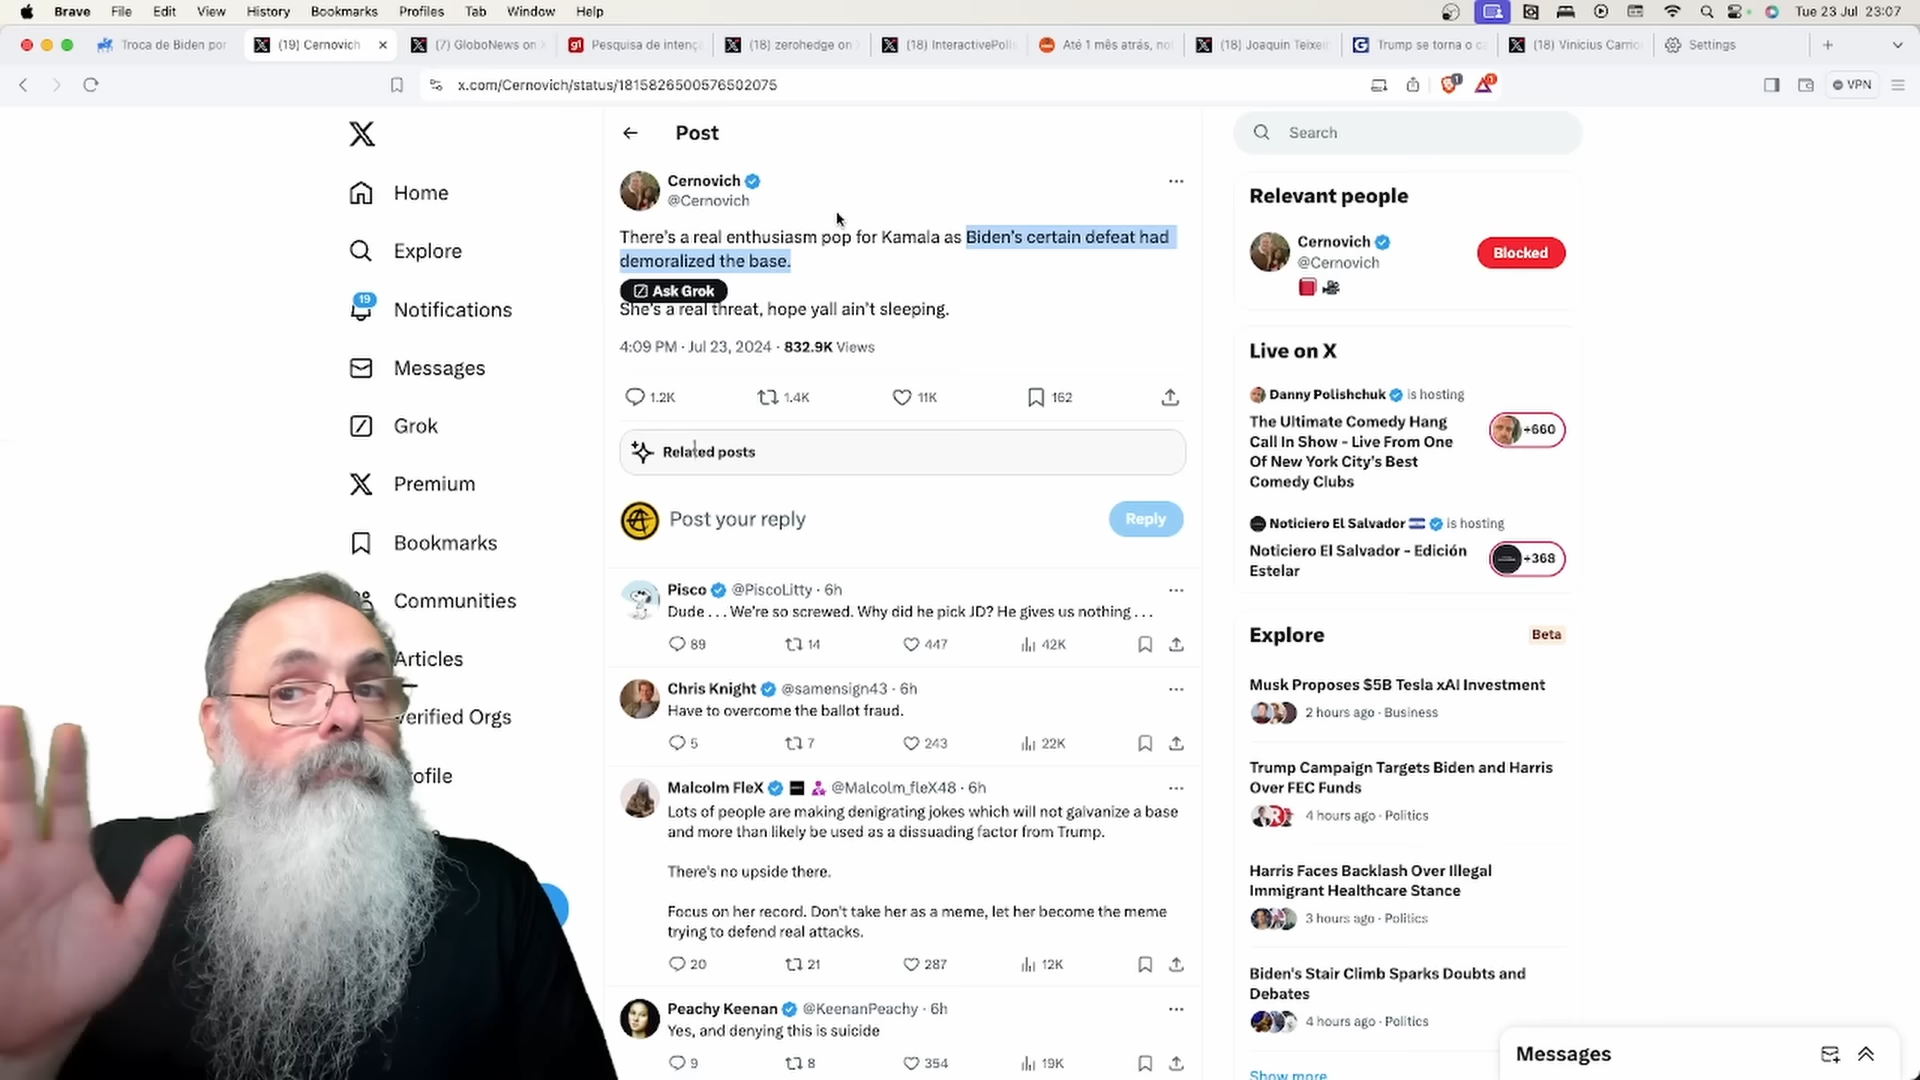 Brave File Edit View History Bookmarks Profiles Tab Window Help Tue 23 Jul 23:07
Troca de Biden por
(19) Cernovich
(7) GloboNews on
Pesquisa de intenç
(18) zerohedge on
(18) InteractivePolls
Até 1 mês atrás, no
(18) Joaquin Teixeir
Trump se torna o c
(18) Vinicius Carrio
Settings
x.com/Cernovich/status/1815826500576502075
VPN
Home
Explore
19
Notifications
Messages
Grok
Premium
Bookmarks
Communities
Articles
erified Orgs
ofile
Post
Cernovich
@Cernovich
There's a real enthusiasm pop for Kamala as Biden's certain defeat had
demoralized the base.
Ask Grok
She's a real threat, hope yall ain't sleeping.
4:09 PM · Jul 23, 2024 · 832.9K Views
1.2K 1.4K 11K 162
Related posts
Post your reply
Reply
Pisco @PiscoLitty · 6h
Dude . . . We're so screwed. Why did he pick JD? He gives us nothing . . .
89 14 447 42K
Chris Knight @samensign43 · 6h
Have to overcome the ballot fraud.
5 7 243 22K
Malcolm FleX @Malcolm_fleX48 · 6h
Lots of people are making denigrating jokes which will not galvanize a base
and more than likely be used as a dissuading factor from Trump.
There's no upside there.
Focus on her record. Don't take her as a meme, let her become the meme
trying to defend real attacks.
20 21 287 12K
Peachy Keenan @KeenanPeachy · 6h
Yes, and denying this is suicide
9 8 354 19K
Search
Relevant people
Cernovich
@Cernovich
Blocked
Live on X
Danny Polishchuk is hosting
The Ultimate Comedy Hang
Call In Show - Live From One
Of New York City's Best
Comedy Clubs
+660
Noticiero El Salvador is hosting
Noticiero El Salvador - Edición
Estelar
+368
Explore
Beta
Musk Proposes $5B Tesla xAI Investment
2 hours ago · Business
Trump Campaign Targets Biden and Harris
Over FEC Funds
4 hours ago · Politics
Harris Faces Backlash Over Illegal
Immigrant Healthcare Stance
3 hours ago · Politics
Biden's Stair Climb Sparks Doubts and
Debates
4 hours ago · Politics
Show more
Messages